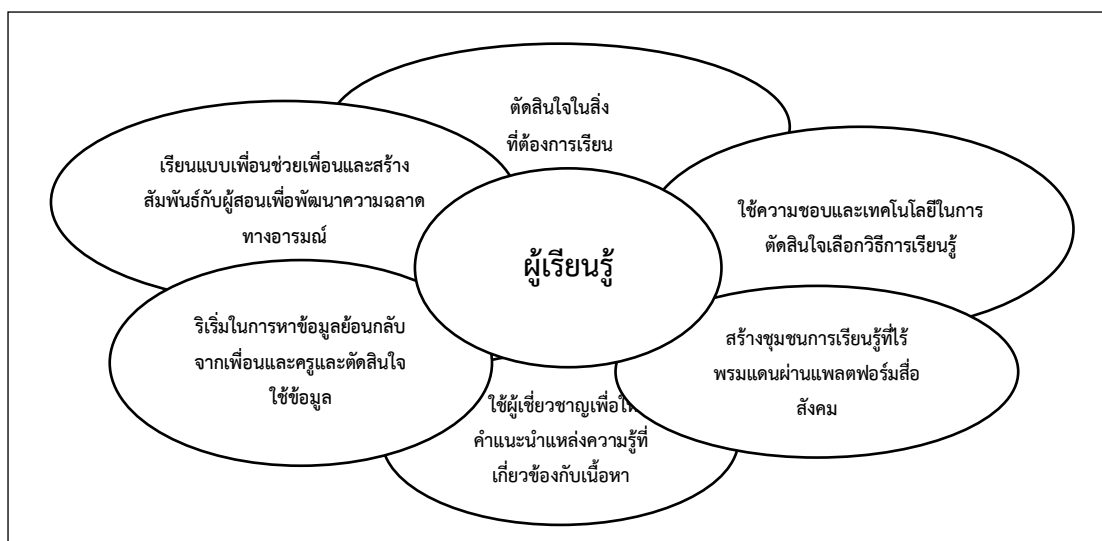 ตัดสินใจในสิ่ง
ที่ต้องการเรียน
เรียนแบบเพื่อนช่วยเพื่อนและสร้าง
สัมพันธ์กับผู้สอนเพื่อพัฒนาความฉลาด
ทางอารมณ์
ใช้ความชอบและเทคโนโลยีในการ
ตัดสินใจเลือกวิธีการเรียนรู้
ผู้เรียนรู้
ริเริ่มในการหาข้อมูลย้อนกลับ
จากเพื่อนและครูและตัดสินใจ
ใช้ข้อมูล
สร้างชุมชนการเรียนรู้ที่ไร้
พรมแดนผ่านแพลตฟอร์มสื่อ
สังคม
ใช้ผู้เชี่ยวชาญเพื่อ
คำแนะนำแหล่งความรู้ที่
เกี่ยวข้องกับเนื้อหา